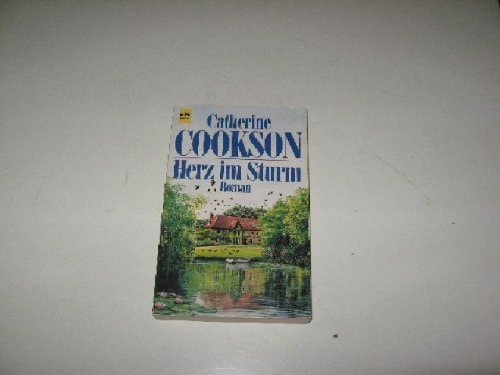 Catherine
COOKSON
Herz im Sturm
Roman